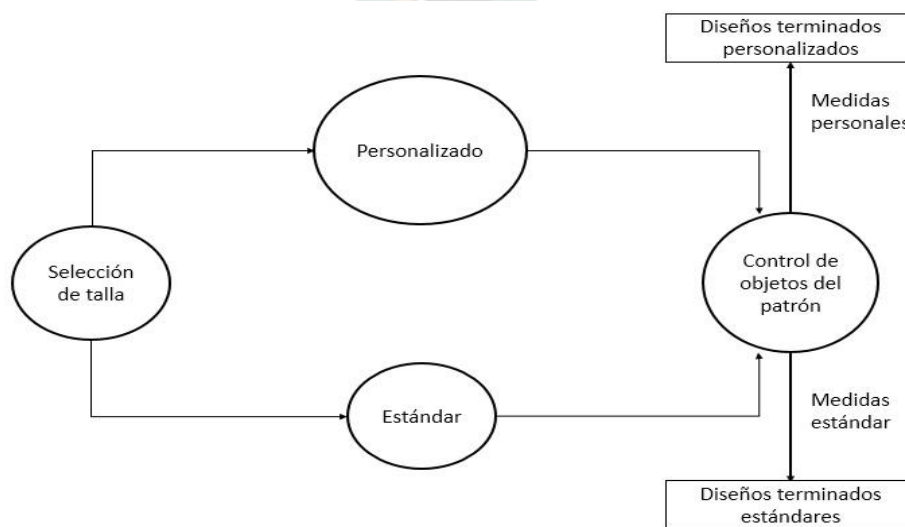 Diseños terminados
personalizados
Medidas
personales
Personalizado
Selección
de talla
Control de
objetos del
patrón
Estándar
Medidas
estándar
Diseños terminados
estándares